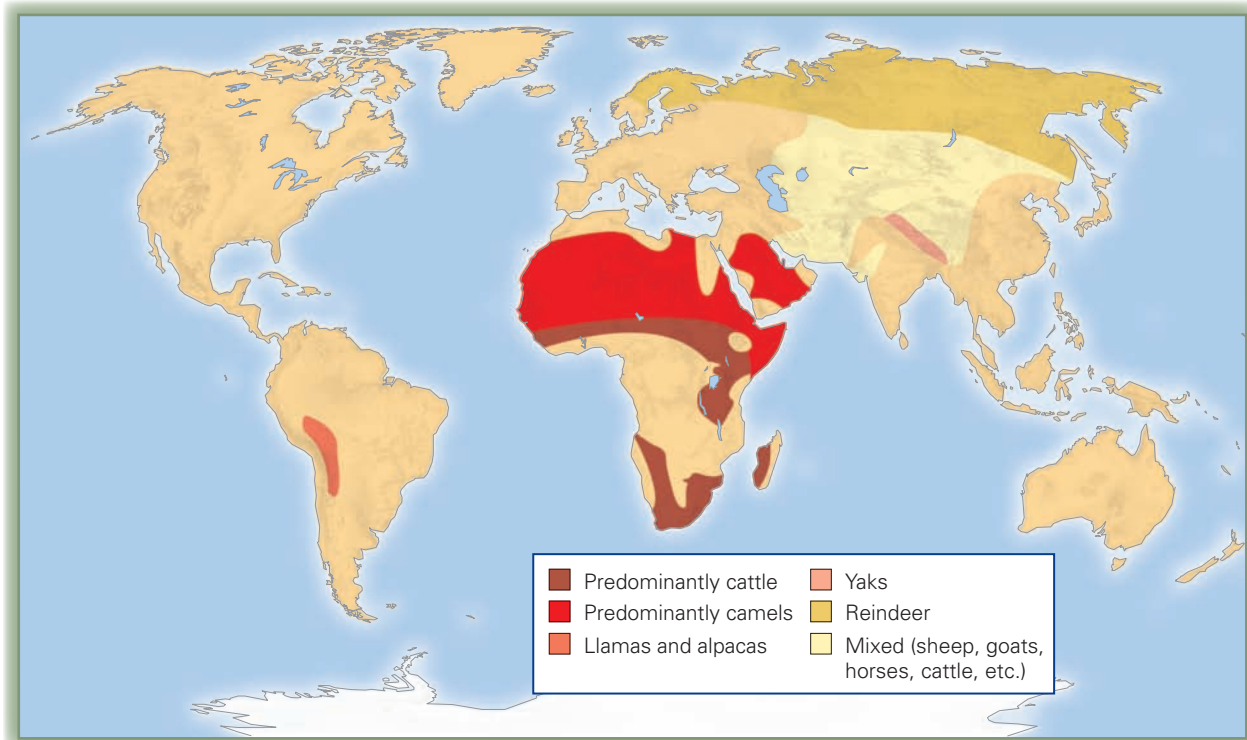 Predominantly cattle
Predominantly camels
Llamas and alpacas
Yaks
Reindeer
Mixed (sheep, goats,
horses, cattle, etc.)